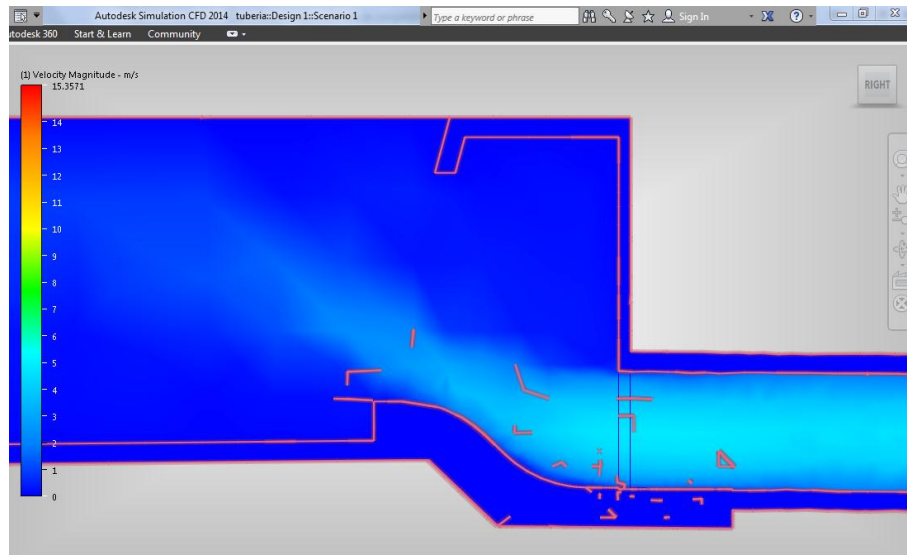 Autodesk Simulation CFD 2014 tuberia::Design 1::Scenario 1
Type a keyword or phrase
Sign In
utodesk 360 Start & Learn Community
(1) Velocity Magnitude - m/s
15.3571
14
13
12
11
10
9
8
7
6
5
4
3
2
1
0
RIGHT